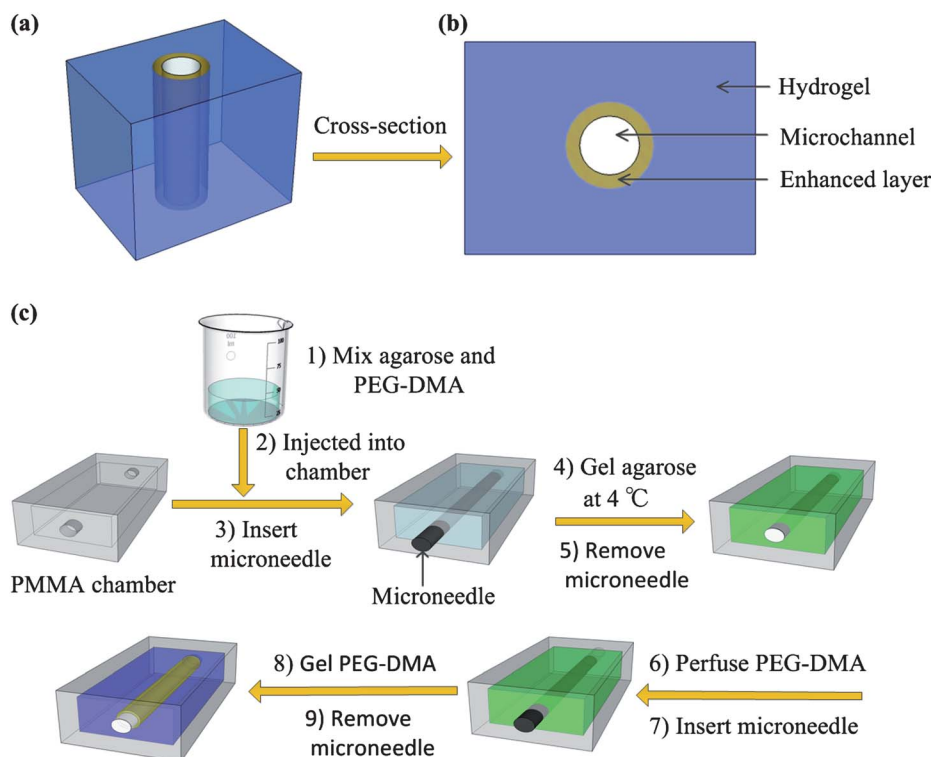 (a)
(b)
Cross-section
Hydrogel
Microchannel
Enhanced layer
(c)
1) Mix agarose and
PEG-DMA
2) Injected into
chamber
3) Insert
microneedle
PMMA chamber
Microneedle
4) Gel agarose
at 4 ℃
5) Remove
microneedle
6) Perfuse PEG-DMA
7) Insert microneedle
8) Gel PEG-DMA
9) Remove
microneedle